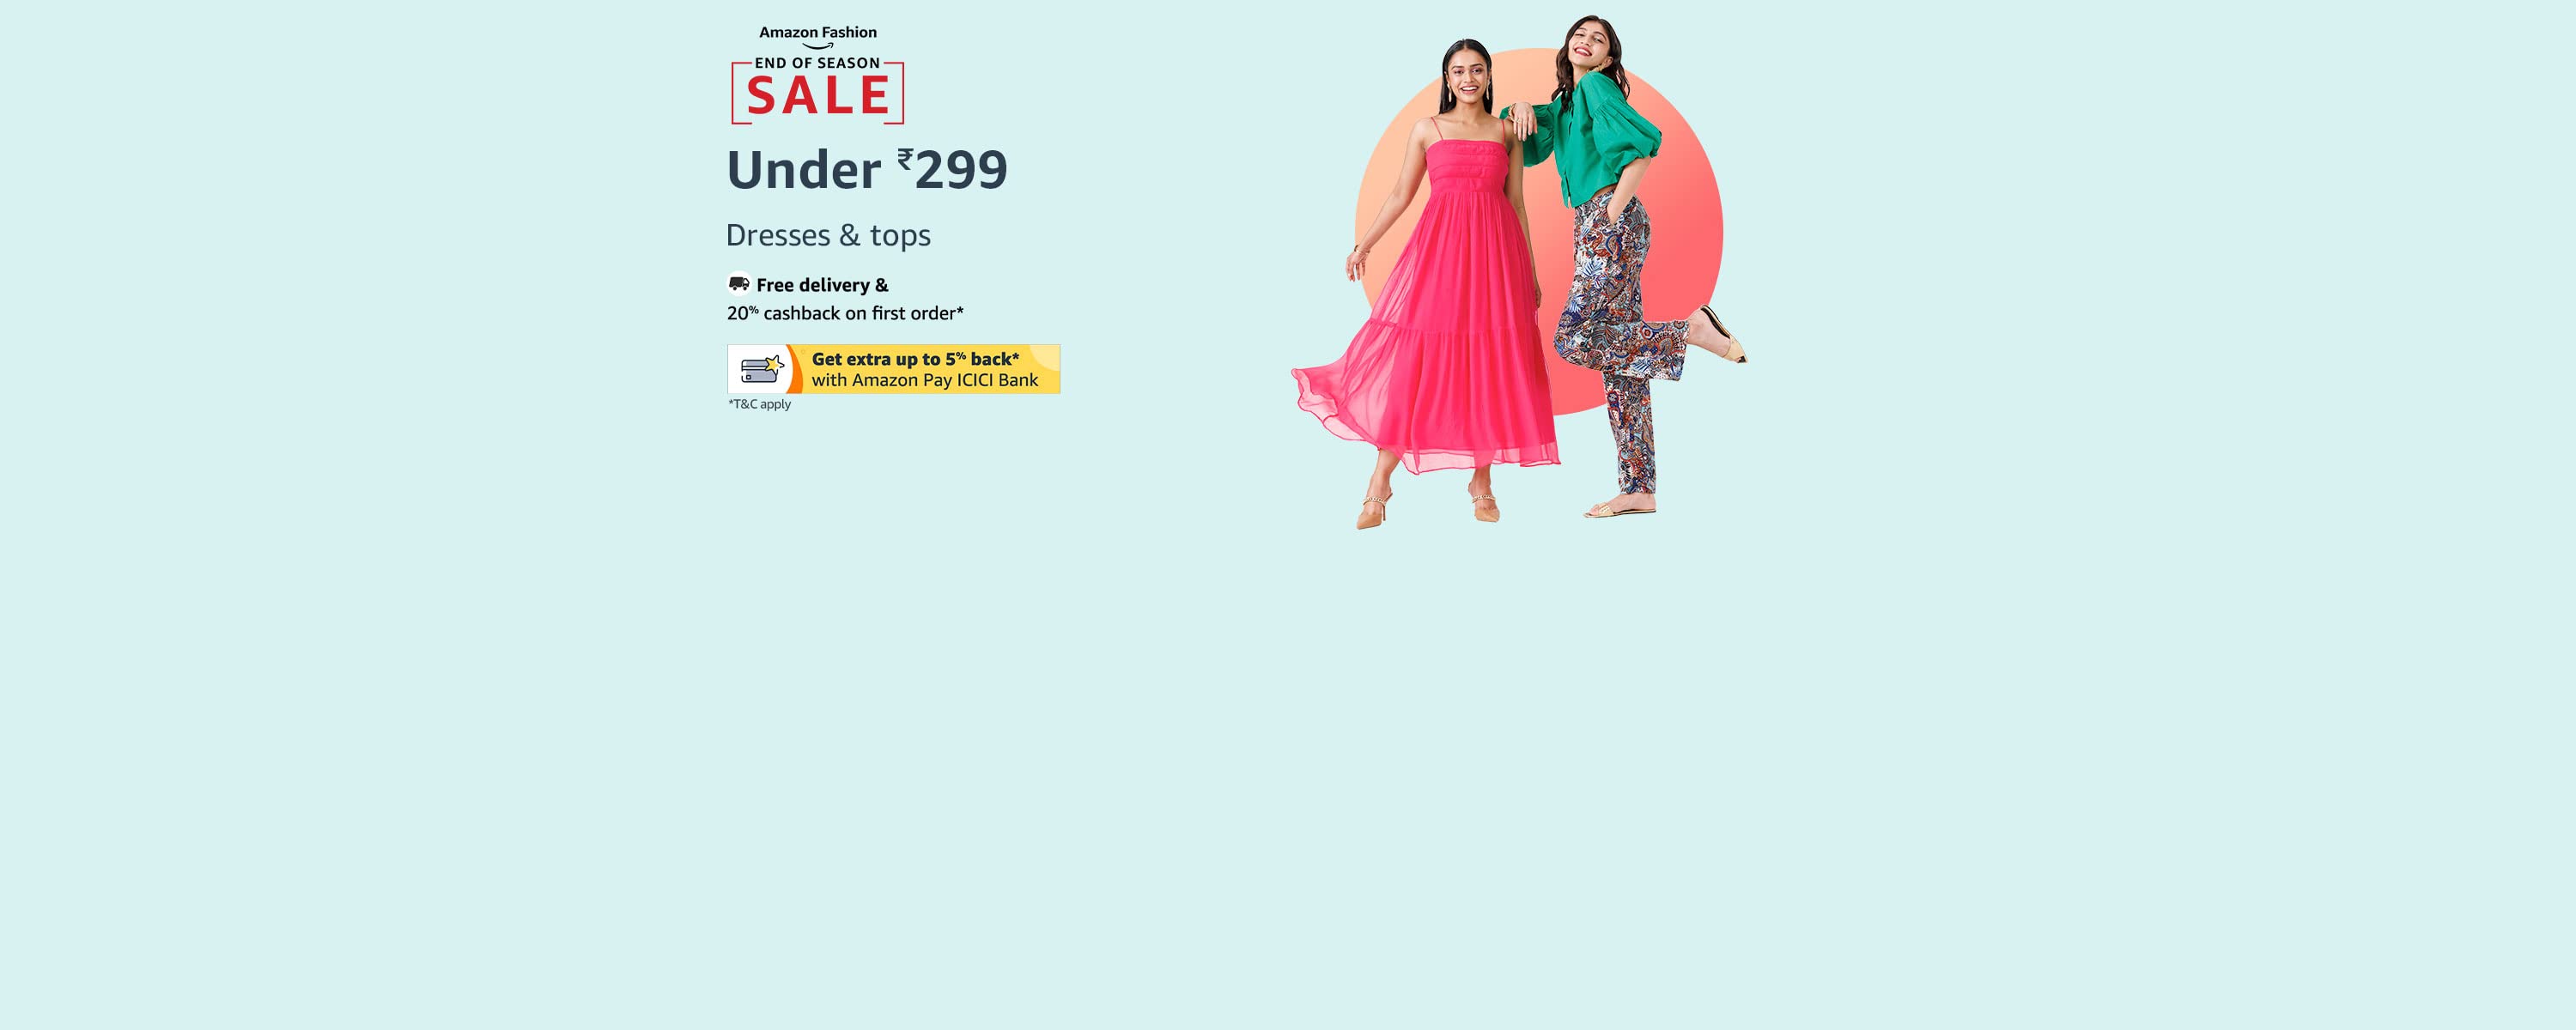 Amazon Fashion
END OF SEASON
SALE
Under ₹299
Dresses & tops
Free delivery &
20% cashback on first order*
Get extra up to 5% back*
with Amazon Pay ICICI Bank
*T&C apply